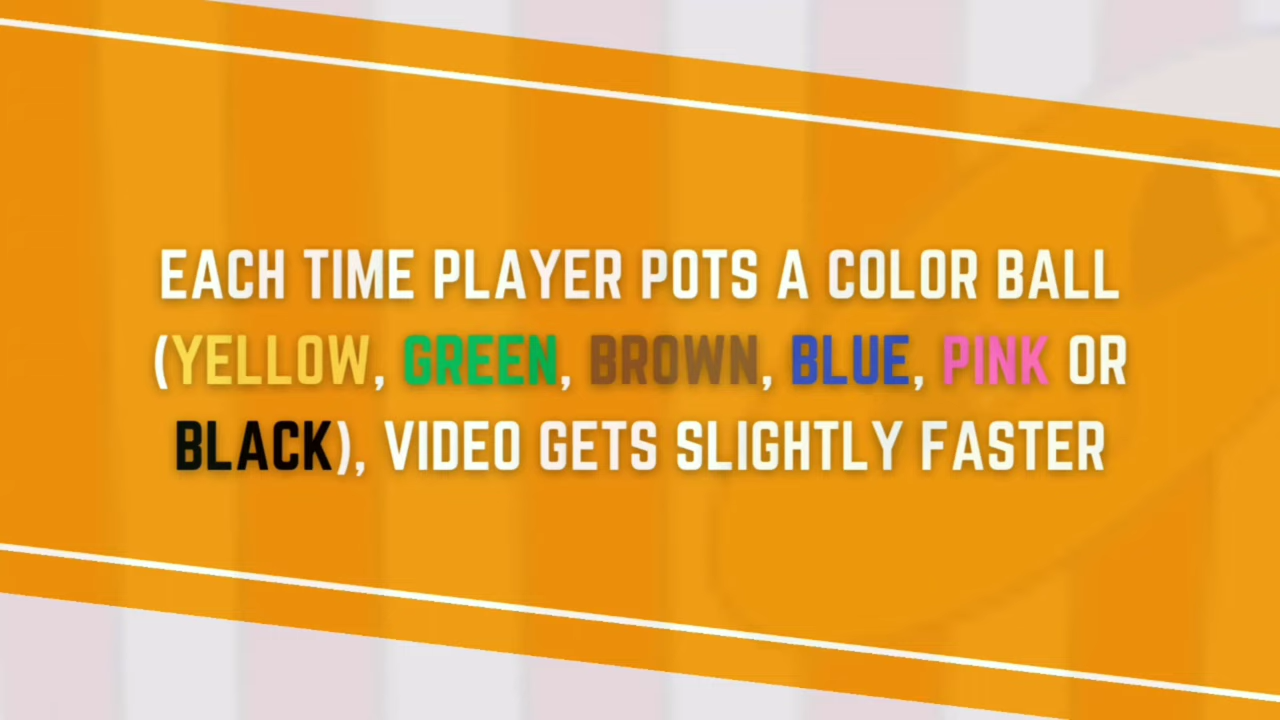 EACH TIME PLAYER POTS A COLOR BALL
(YELLOW, GREEN, BROWN, BLUE, PINK OR
BLACK), VIDEO GETS SLIGHTLY FASTER